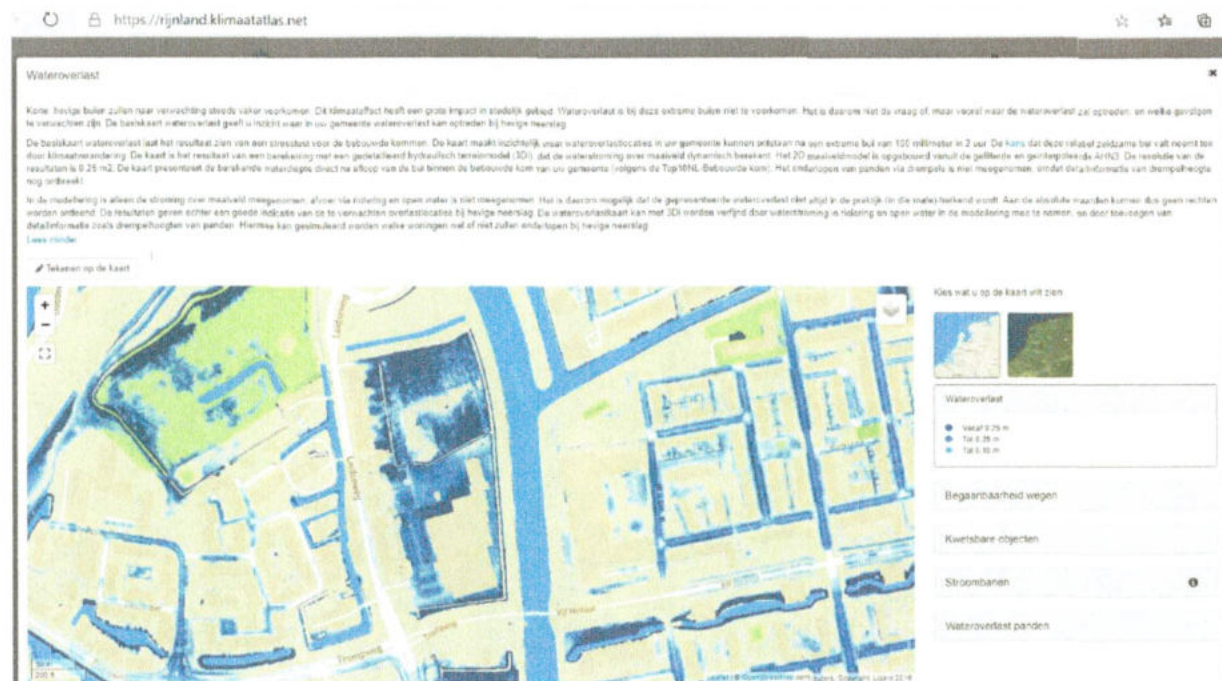 https://rijnland.klimaatatlas.net
Wateroverlast
Korte, hevige buien zullen naar verwachting steeds vaker voorkomen. Dit klimaateffect heeft een grote impact in stedelijk gebied. Wateroverlast is bij deze extreme buien niet te voorkomen. Het is daarom niet de vraag of, maar vooral waar de wateroverlast zal optreden, en welke gevolgen
te verwachten zijn. De basiskaart wateroverlast geeft u inzicht waar in uw gemeente wateroverlast kan optreden bij hevige neerslag.
De basiskaart wateroverlast laat het resultaat zien van een stresstest voor de bebouwde kommen. De kaart maakt inzichtelijk waar wateroverlastlocaties in uw gemeente kunnen ontstaan na een extreme bui van 100 millimeter in 2 uur. De kans dat deze relatief zeldzame bui valt neemt toe
door klimaatverandering. De kaart is het resultaat van een berekening met een gedetailleerd hydraulisch terreinmodel (3Di), dat de waterstroming over maaiveld dynamisch berekent. Het 2D maaiveldmodel is opgebouwd vanuit de gefilterde en geïnterpoleerde AHN3. De resolutie van de
resultaten is 0.25 m2. De kaart presenteert de berekende waterdiepte direct na afloop van de bui binnen de bebouwde kom van uw gemeente (volgens de Top10NL-Bebouwde kom). Het onderlopen van panden via drempels is niet meegenomen, omdat detailinformatie van drempelhoogte
nog ontbreekt.
In de modellering is alleen de stroming over maaiveld meegenomen, afvoer via riolering en open water is niet meegenomen. Het is daarom mogelijk dat de gepresenteerde wateroverlast niet altijd in de praktijk (in die mate) herkend wordt. Aan de absolute waarden kunnen dus geen rechten
worden ontleend. De resultaten geven echter een goede indicatie van de te verwachten overlastlocaties bij hevige neerslag. De wateroverlastkaart kan met 3Di worden verfijnd door waterstroming in riolering en open water in de modellering mee te nemen, en door toevoegen van
detailinformatie zoals drempelhoogten van panden. Hiermee kan gesimuleerd worden welke woningen wel of niet zullen onderlopen bij hevige neerslag.
Lees minder
Tekenen op de kaart
Kies wat u op de kaart wilt zien
Leidseweg
Leidseweg
Wateroverlast
Vanaf 0.25 m
Tot 0.25 m
Tot 0.10 m
Begaanbaarheid wegen
Kwetsbare objecten
Stroombanen
Wateroverlast panden
Trompweg
50 m
200 ft